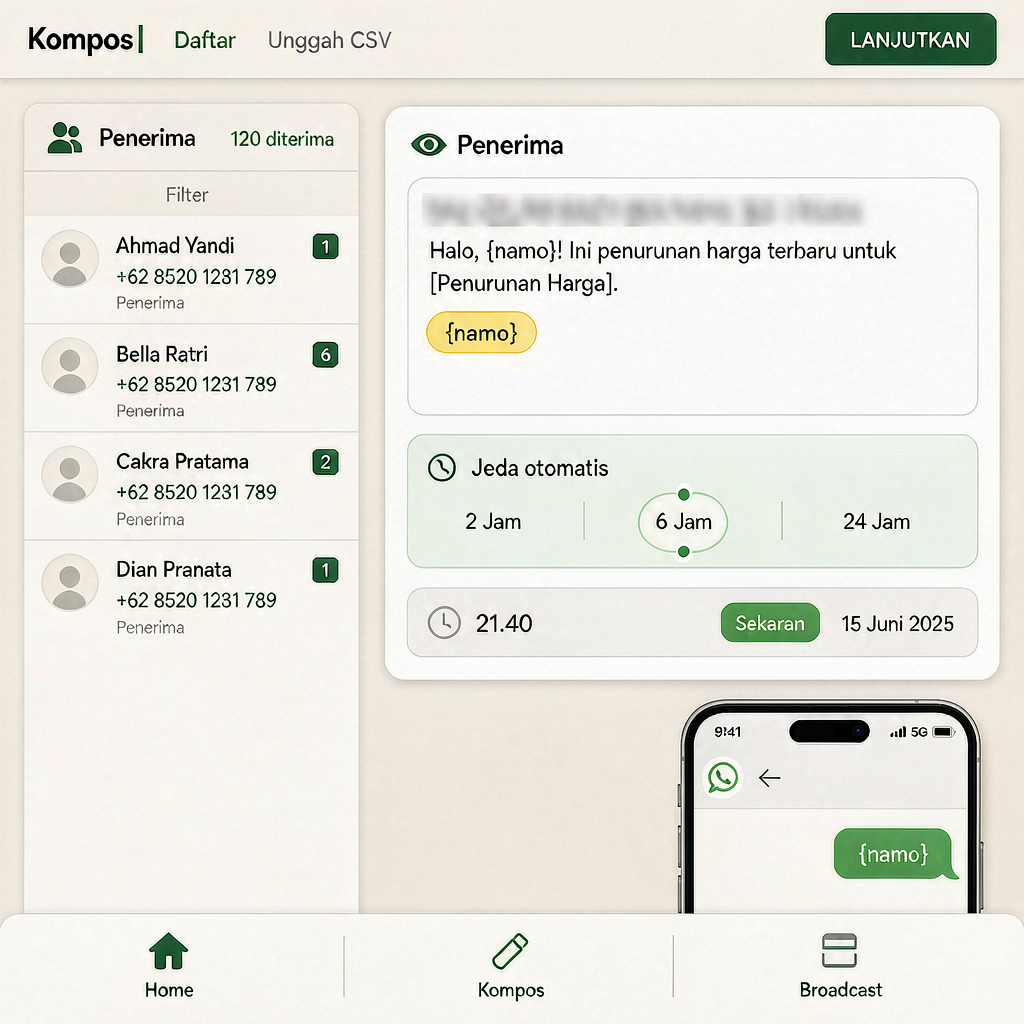 Kompos
Daftar
Unggah CSV
LANJUTKAN
Penerima
120 diterima
Filter
Ahmad Yandi
1
+62 8520 1231 789
Penerima
Bella Ratri
6
+62 8520 1231 789
Penerima
Cakra Pratama
2
+62 8520 1231 789
Penerima
Dian Pranata
1
+62 8520 1231 789
Penerima
Penerima
Halo, {namo}! Ini penurunan harga terbaru untuk
[Penurunan Harga].
{namo}
Jeda otomatis
2 Jam
6 Jam
24 Jam
21.40
Sekaran
15 Juni 2025
9:41
5G
{namo}
Home
Kompos
Broadcast